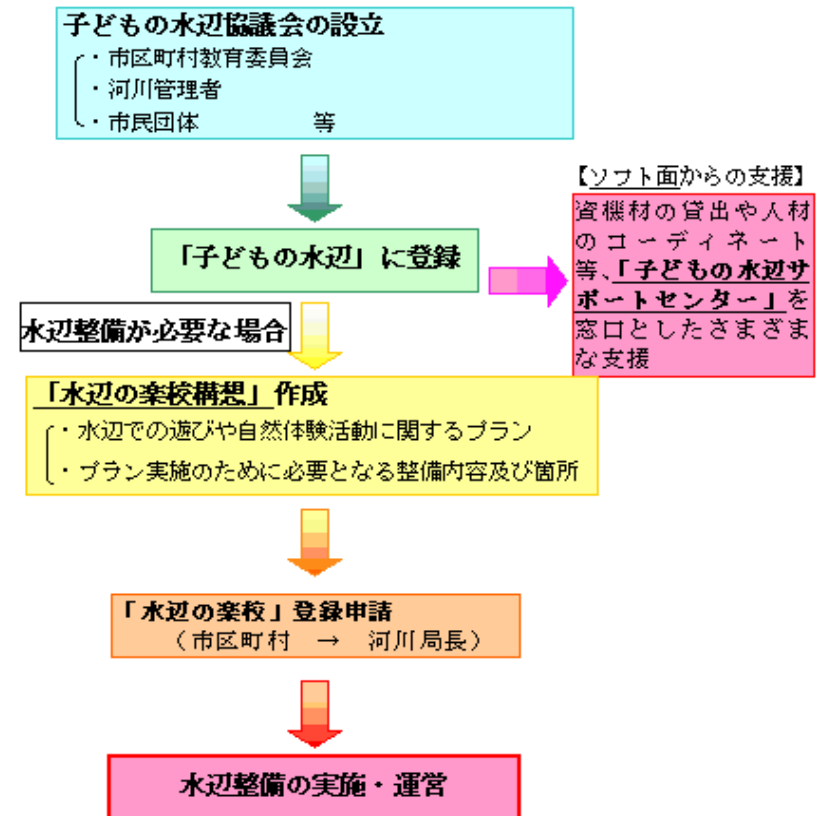 子どもの水辺協議会の設立
・市区町村教育委員会
・河川管理者
・市民団体　　　　　等
「子どもの水辺」に登録
【ソフト面からの支援】
資機材の貸出や人材
のコーディネート
等、「子どもの水辺サ
ポートセンター」を
窓口としたさまざま
な支援
水辺整備が必要な場合
「水辺の楽校構想」作成
・水辺での遊びや自然体験活動に関するプラン
・プラン実施のために必要となる整備内容及び箇所
「水辺の楽校」登録申請
（市区町村　→　河川局長）
水辺整備の実施・運営